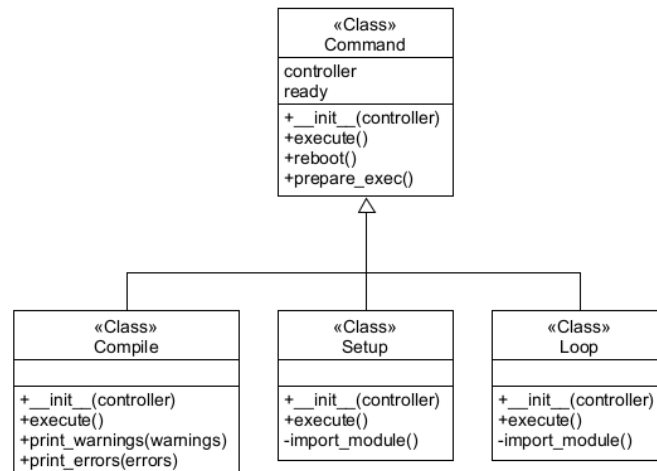 «Class»
Command
controller
ready
+__init__(controller)
+execute()
+reboot()
+prepare_exec()
«Class»
Compile
+__init__(controller)
+execute()
+print_warnings(warnings)
+print_errors(errors)
«Class»
Setup
+__init__(controller)
+execute()
-import_module()
«Class»
Loop
+__init__(controller)
+execute()
-import_module()